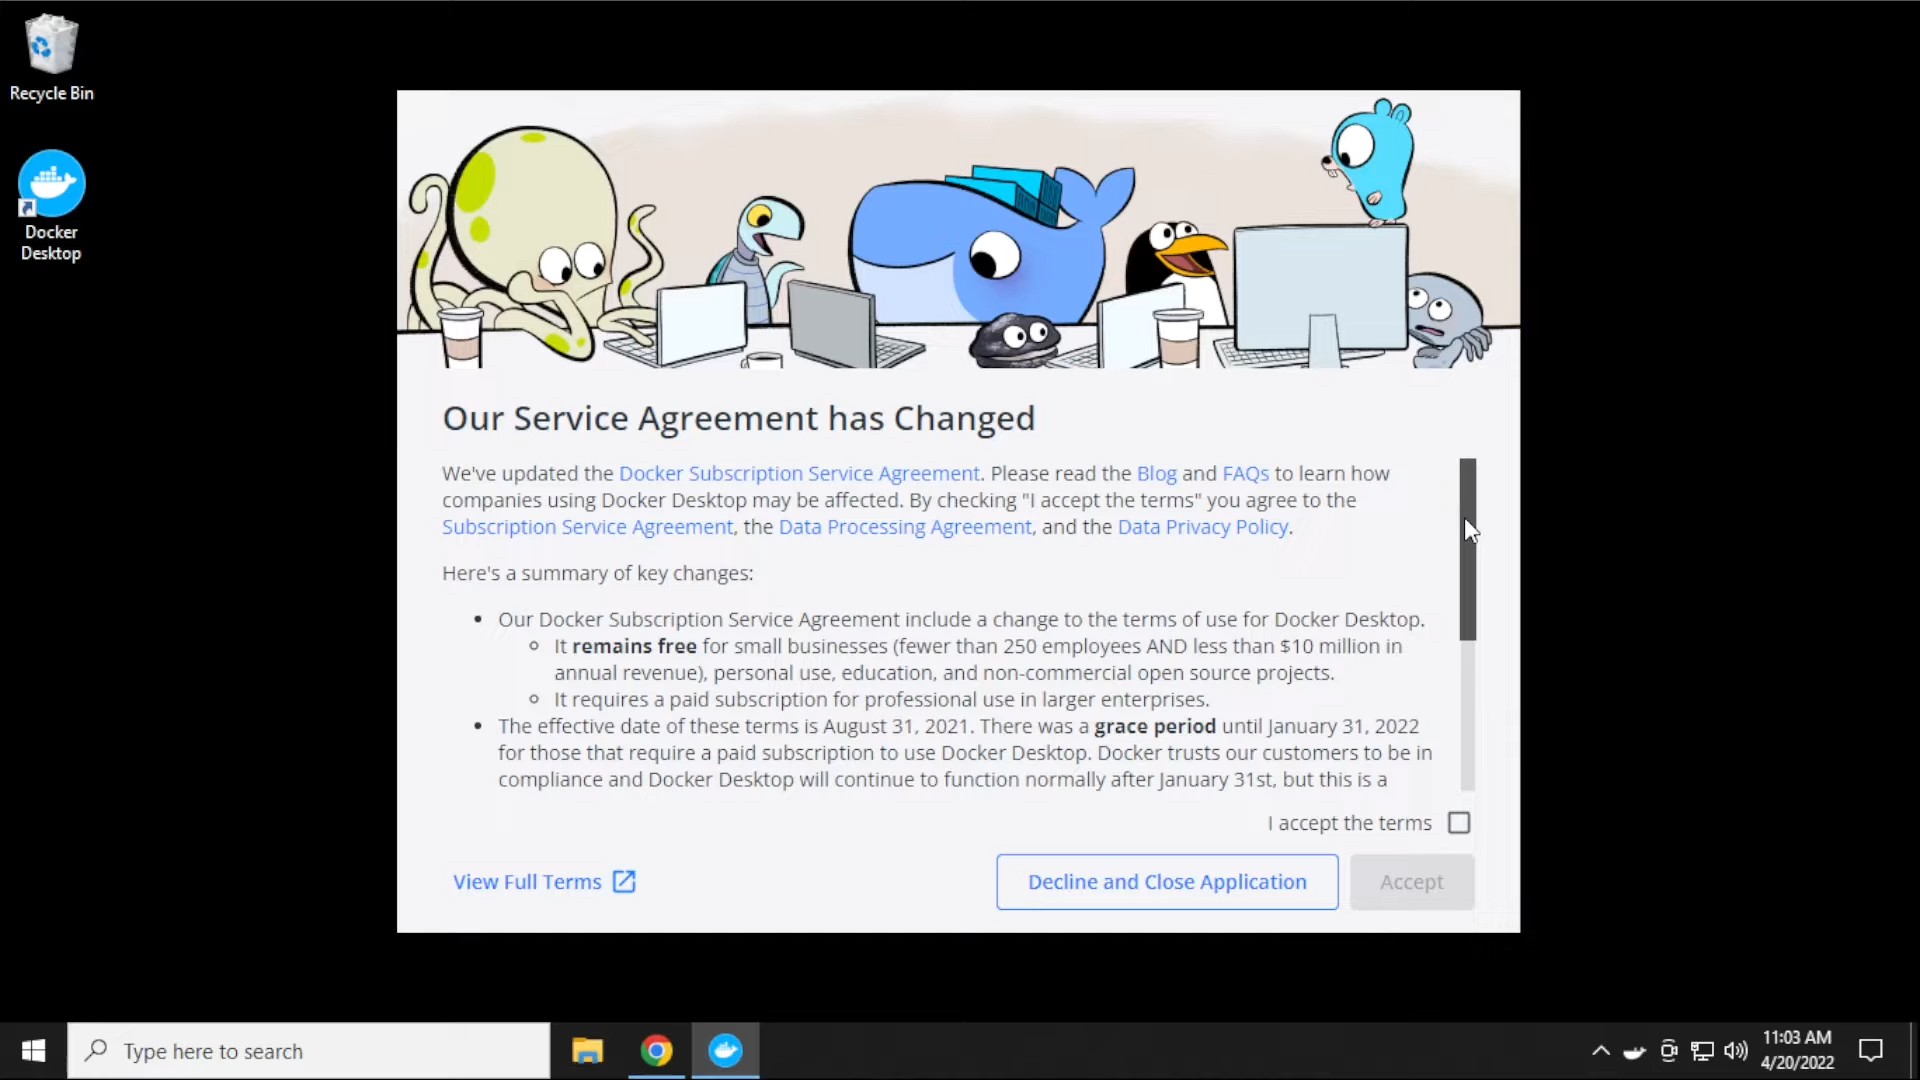 Recycle Bin
Docker
Desktop
Our Service Agreement has Changed
We've updated the Docker Subscription Service Agreement. Please read the Blog and FAQs to learn how
companies using Docker Desktop may be affected. By checking "I accept the terms" you agree to the
Subscription Service Agreement, the Data Processing Agreement, and the Data Privacy Policy.
Here's a summary of key changes:
• Our Docker Subscription Service Agreement include a change to the terms of use for Docker Desktop.
◦ It remains free for small businesses (fewer than 250 employees AND less than $10 million in
annual revenue), personal use, education, and non-commercial open source projects.
◦ It requires a paid subscription for professional use in larger enterprises.
• The effective date of these terms is August 31, 2021. There was a grace period until January 31, 2022
for those that require a paid subscription to use Docker Desktop. Docker trusts our customers to be in
compliance and Docker Desktop will continue to function normally after January 31st, but this is a
I accept the terms
View Full Terms
Decline and Close Application
Accept
Type here to search
11:03 AM
4/20/2022